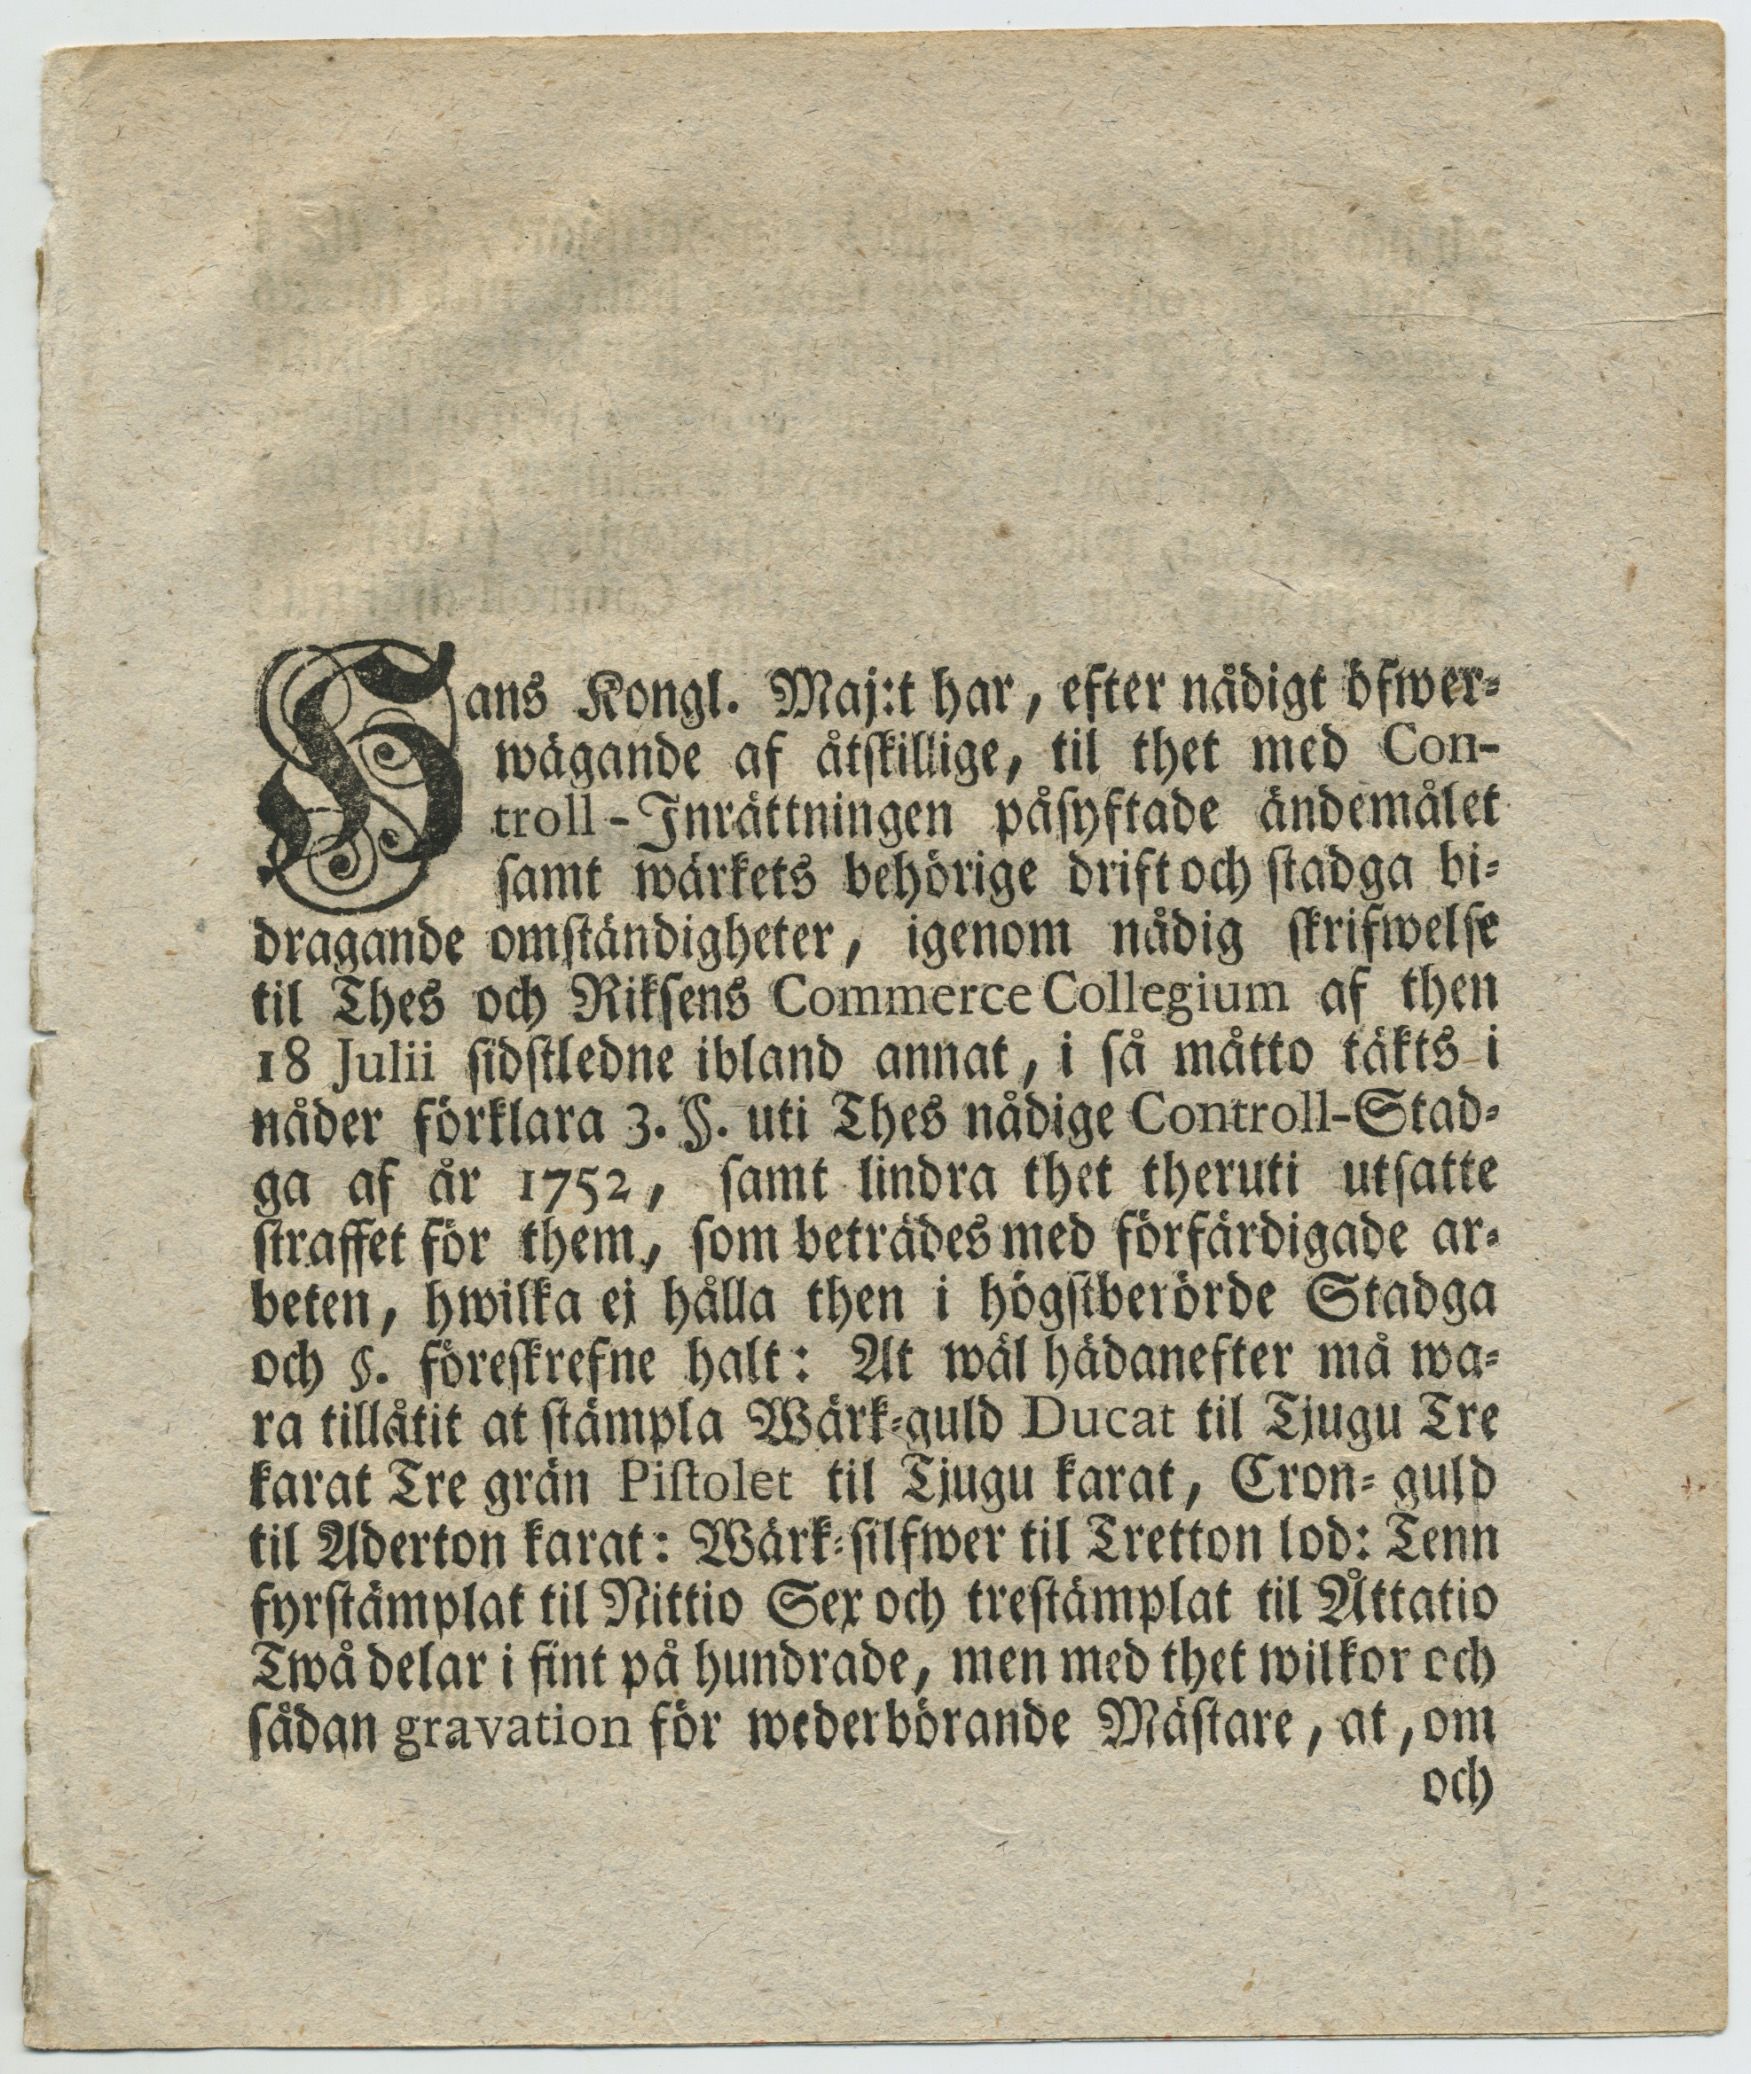 Hans Kongl. Maj:t har, efter nådigt öfwer-
wägande af åtskillige, til thet med Con-
troll-Inrättningen påsyftade ändemålet
samt wärkets behörige drift och stadga bi-
dragande omständigheter, igenom nådig skrifwelse
til Thes och Riksens Commerce Collegium af then
18 Julii sidstledne ibland annat, i så måtto täkts i
nåder förklara 3. §. uti Thes nådige Controll-Stad-
ga af år 1752, samt lindra thet theruti utsatte
straffet för them, som beträdes med förfärdigade ar-
beten, hwilka ej hålla then i högstberörde Stadga
och §. föreskrefne halt: At wäl hädanefter må wa-
ra tillåtit at stämpla Wärk-guld Ducat til Tjugu Tre
karat Tre grän Pistolet til Tjugu karat, Cron-guld
til Aderton karat: Wärk-silfwer til Tretton lod: Tenn
fyrstämplat til Nittio Sex och trestämplat til Åttatio
Twå delar i fint på hundrade, men med thet wilkor och
sådan gravation för wederbörande Mästare, at, om
och